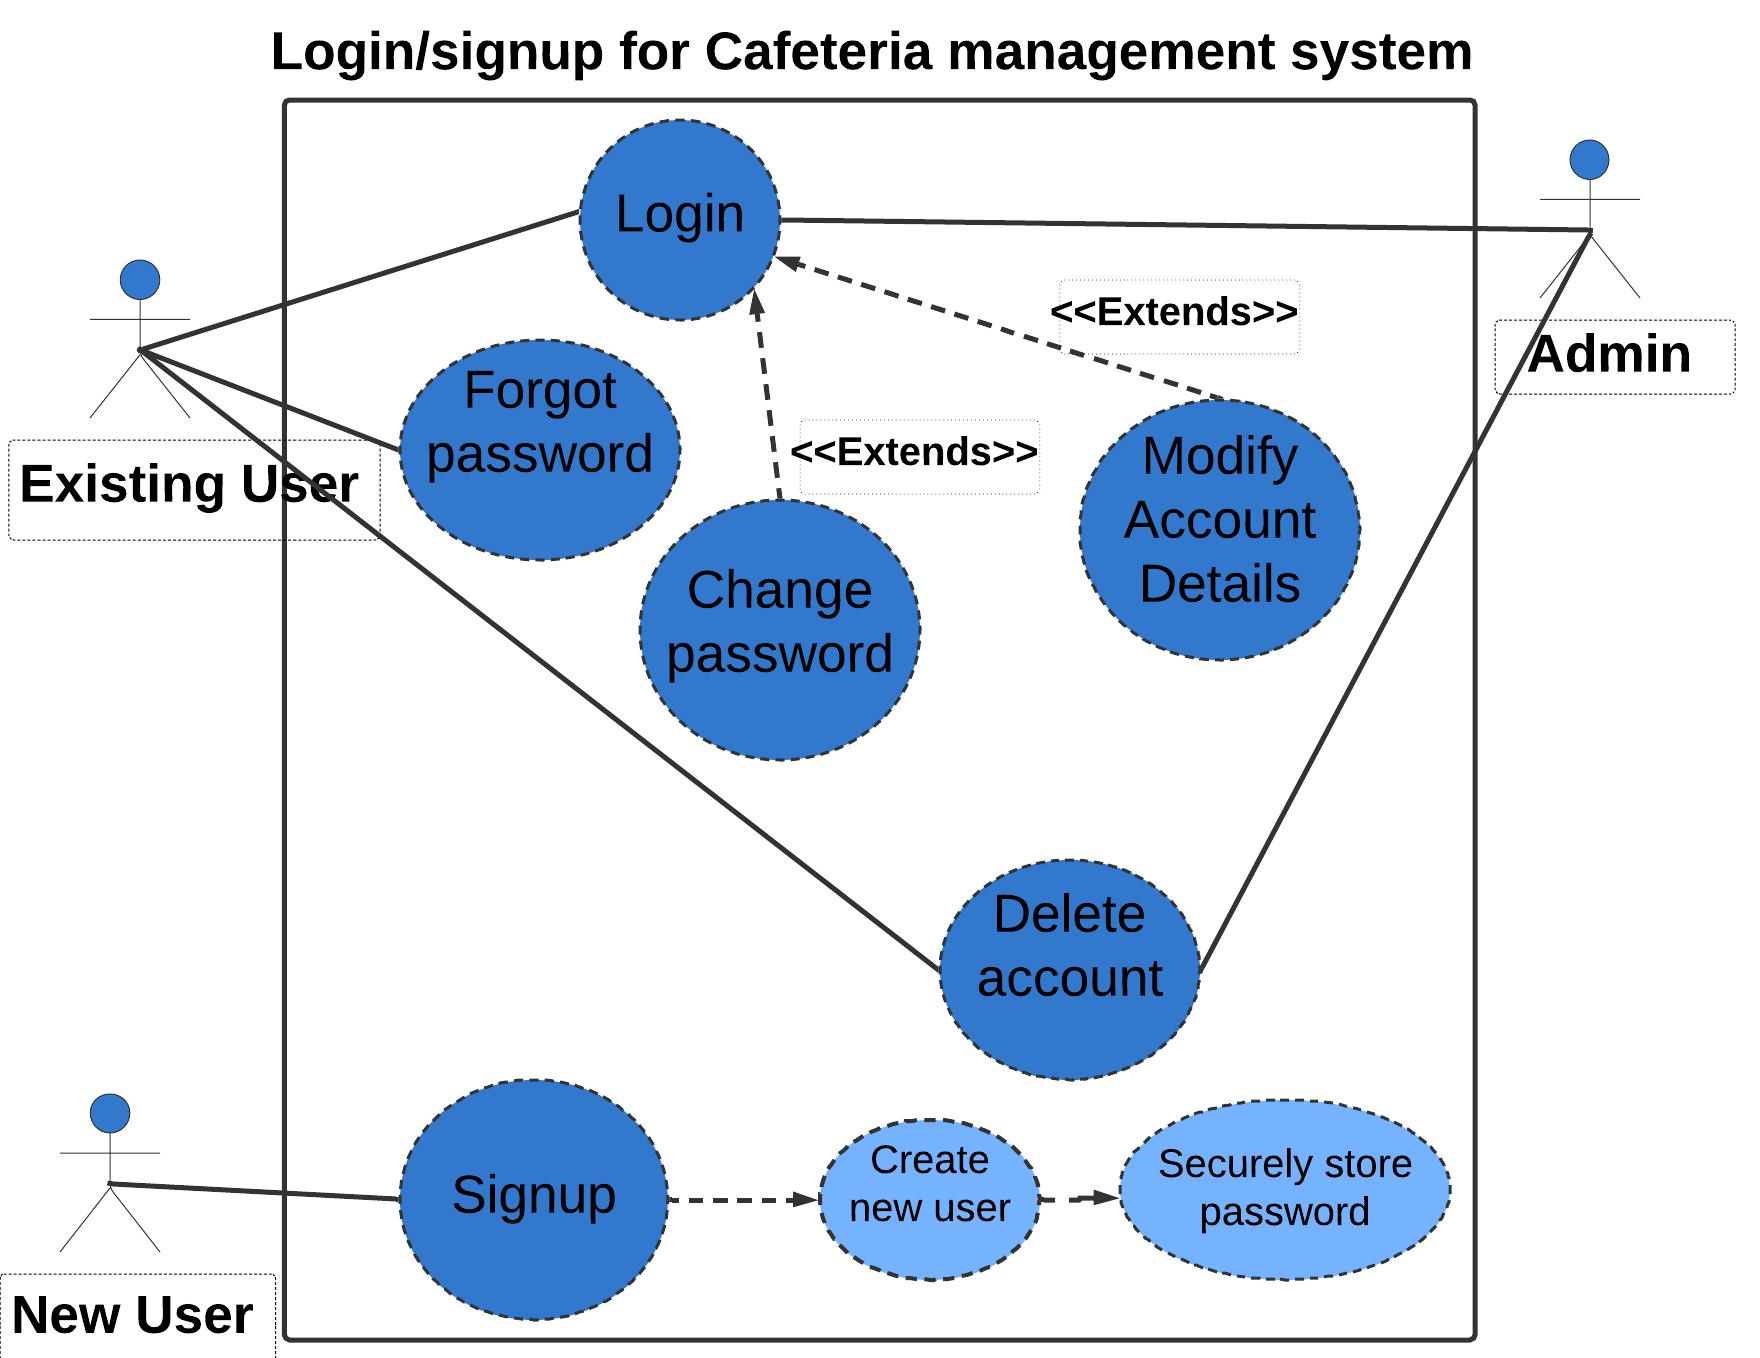 Login/signup for Cafeteria management system
Login
<<Extends>>
Admin
Forgot
password
<<Extends>>
Modify
Account
Details
Existing User
Change
password
Delete
account
Signup
Create
new user
Securely store
password
New User